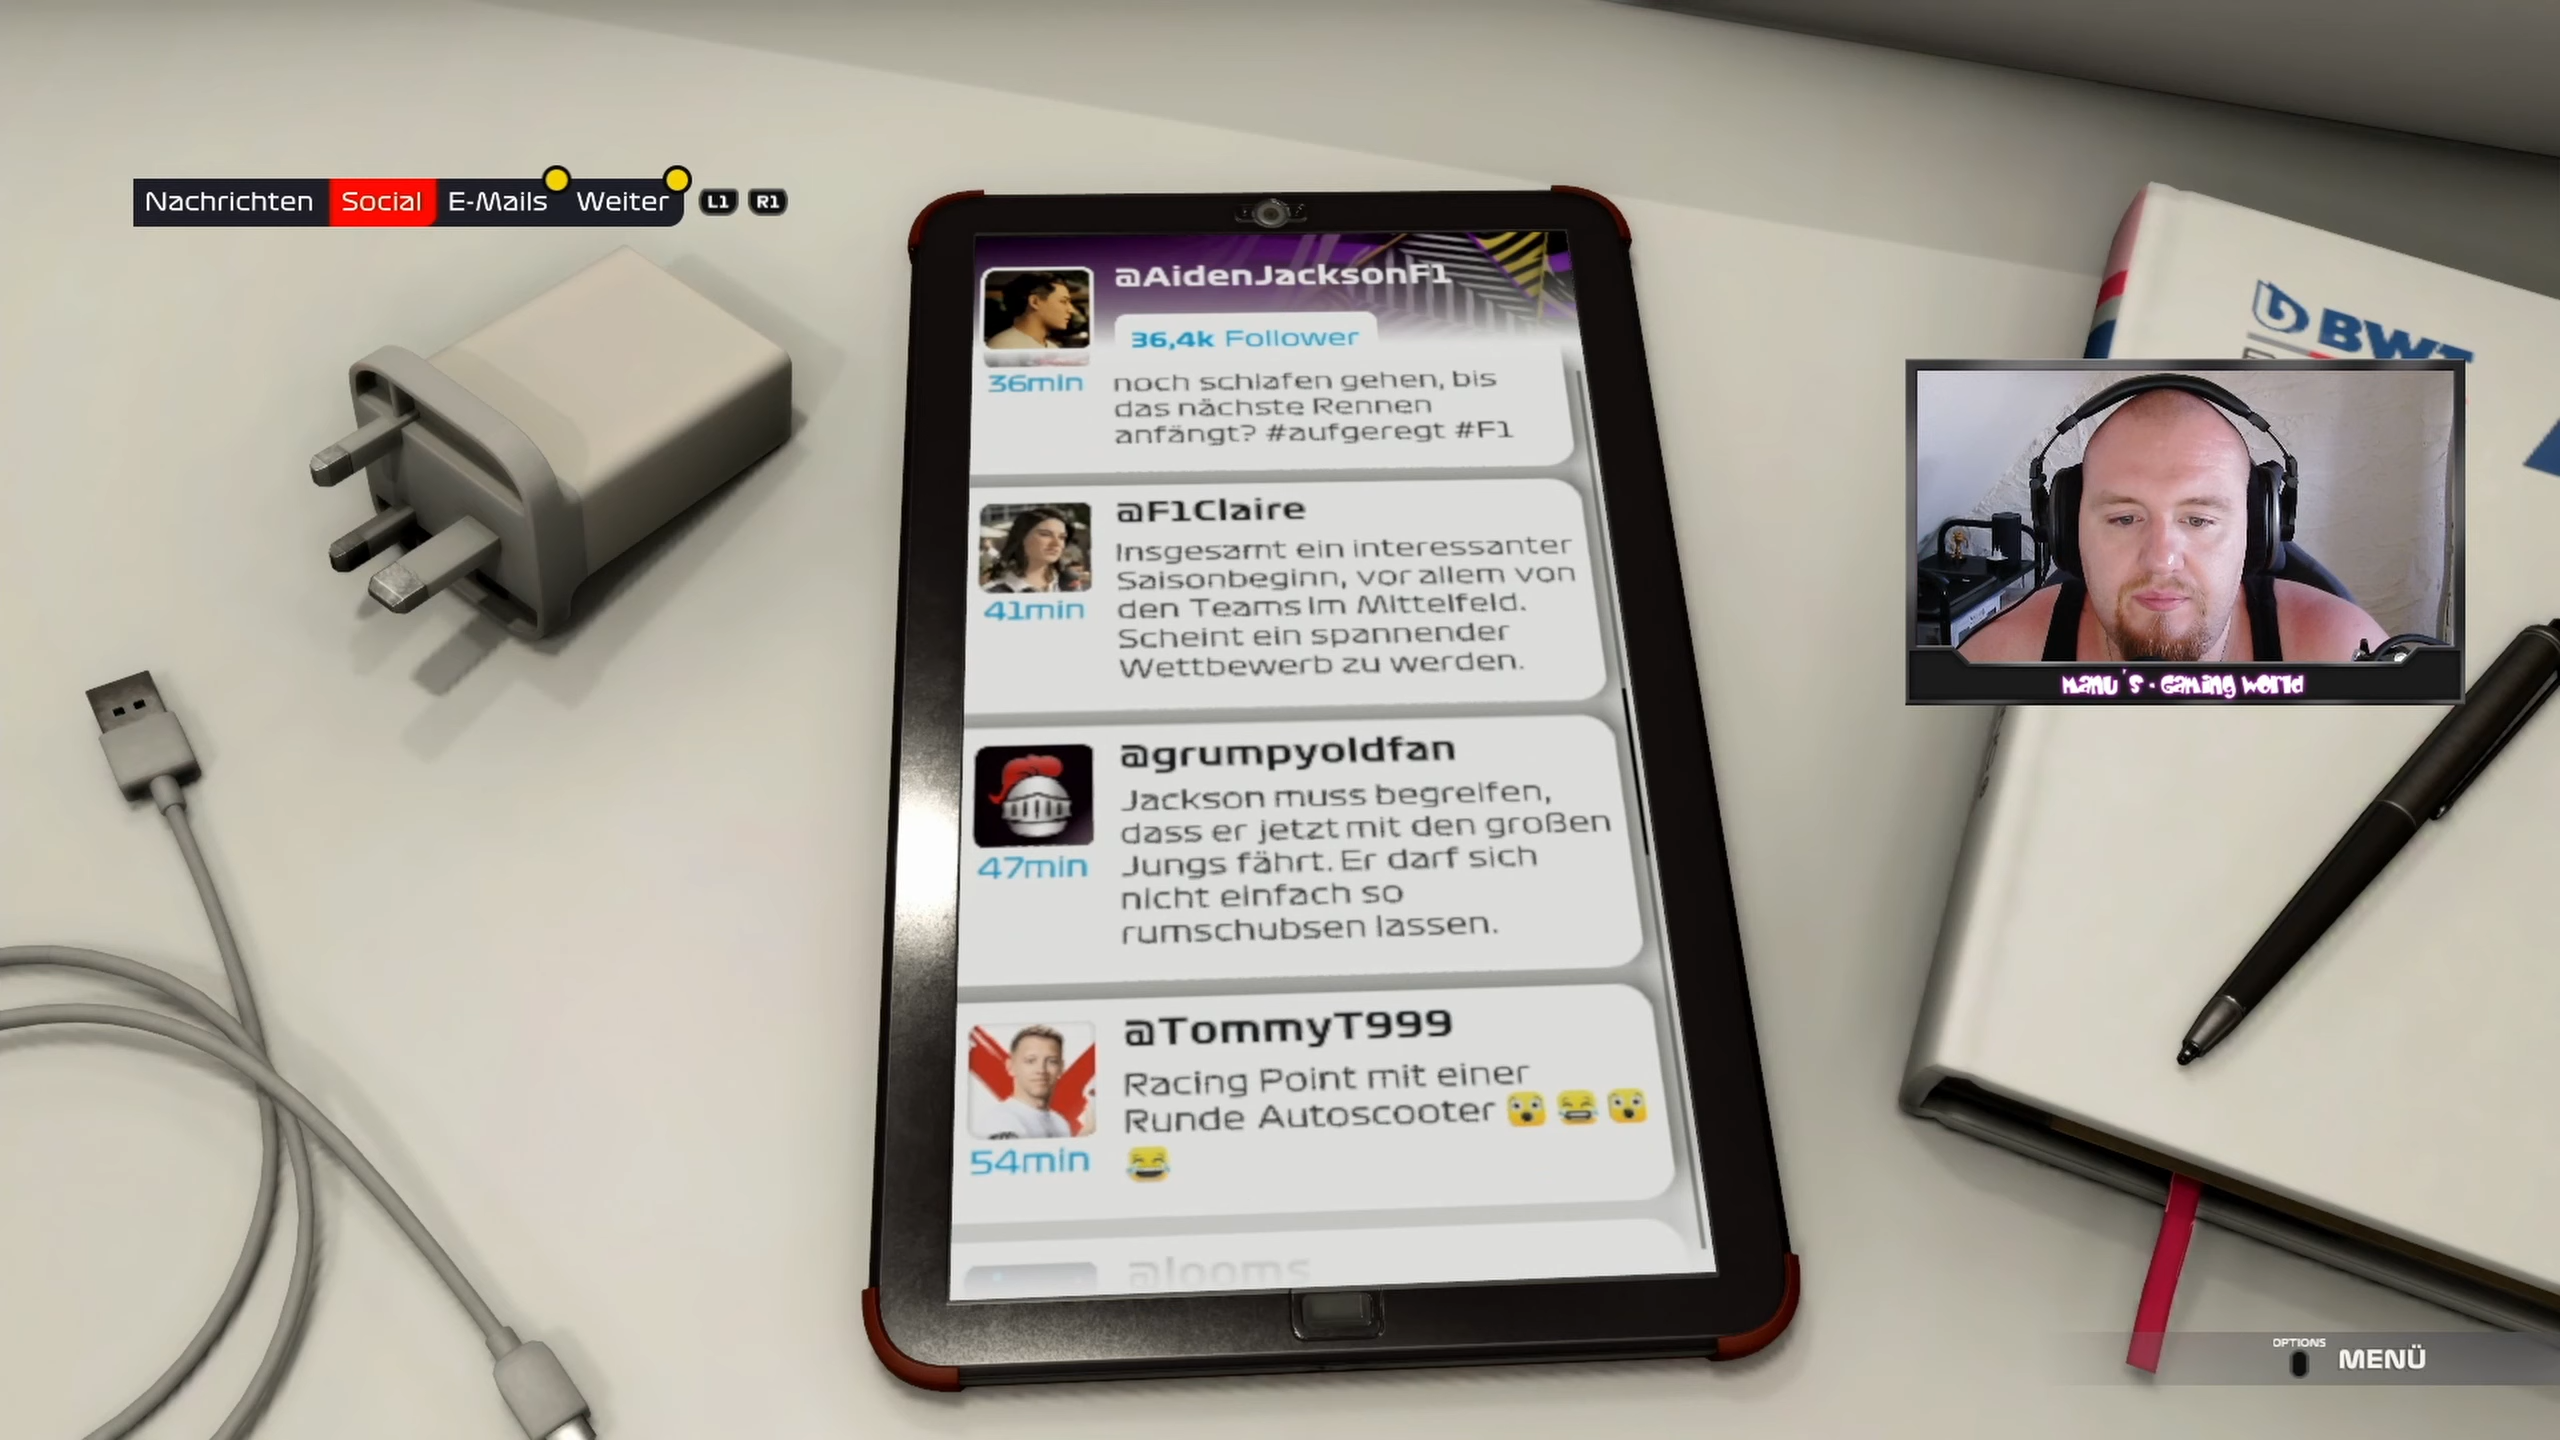 Nachrichten Social E-Mails Weiter L1 R1
@AidenJacksonF1
36,4k Follower
36min
noch schlafen gehen, bis
das nächste Rennen
anfängt? #aufgeregt #F1
@F1Claire
41min
Insgesamt ein interessanter
Saisonbeginn, vor allem von
den Teams im Mittelfeld.
Scheint ein spannender
Wettbewerb zu werden.
@grumpyoldfan
47min
Jackson muss begreifen,
dass er jetzt mit den großen
Jungs fährt. Er darf sich
nicht einfach so
rumschubsen lassen.
@TommyT999
54min
Racing Point mit einer
Runde Autoscooter 😲 😂 😲
😂
@looms
BWT
Manu's - Gaming World
OPTIONS
MENÜ